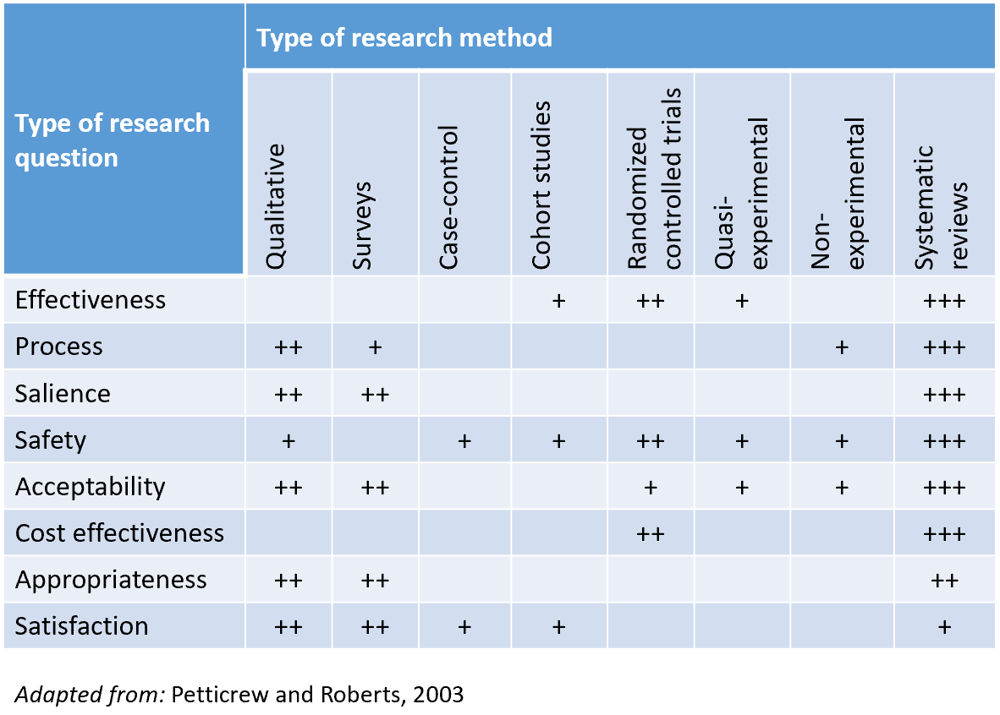 Type of research question
Type of research method
Qualitative
Surveys
Case-control
Cohort studies
Randomized
controlled trials
Quasi-
experimental
Non-
experimental
Systematic
reviews
Effectiveness + ++ + +++
Process ++ + + +++
Salience ++ ++ +++
Safety + + + ++ + + +++
Acceptability ++ ++ + + + +++
Cost effectiveness ++ +++
Appropriateness ++ ++ ++
Satisfaction ++ ++ + + +
Adapted from: Petticrew and Roberts, 2003